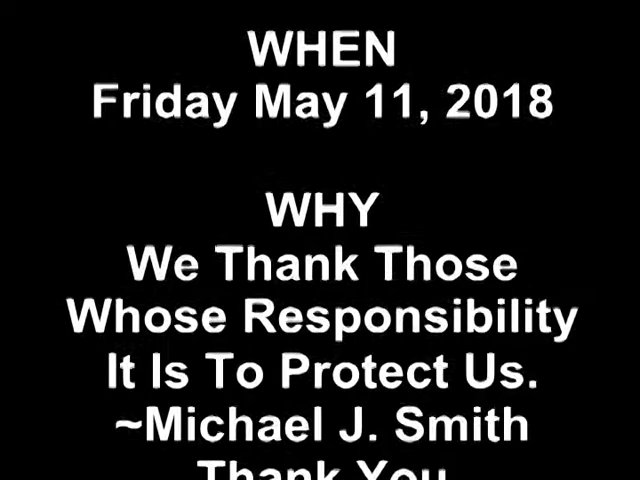 WHEN
Friday May 11, 2018
WHY
We Thank Those
Whose Responsibility
It Is To Protect Us.
~Michael J. Smith
Thank You